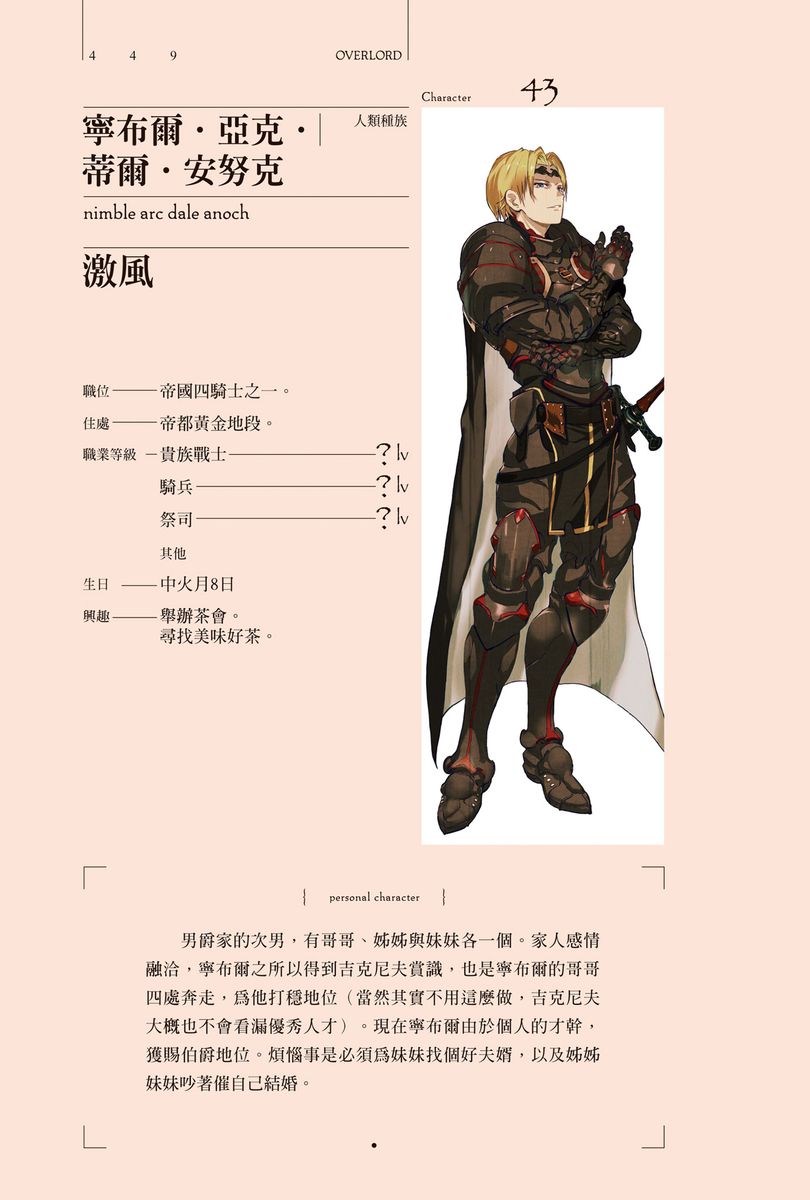 4 4 9
OVERLORD
Character 43
寧布爾・亞克・
蒂爾・安努克
人類種族
nimble arc dale anoch
激風
職位 帝國四騎士之一。
住處 帝都黃金地段。
職業等級 貴族戰士 ? lv
騎兵 ? lv
祭司 ? lv
其他
生日 中火月8日
興趣 舉辦茶會。
尋找美味好茶。
personal character
男爵家的次男，有哥哥、姊姊與妹妹各一個。家人感情
融洽，寧布爾之所以得到吉克尼夫賞識，也是寧布爾的哥哥
四處奔走，爲他打穩地位（當然其實不用這麼做，吉克尼夫
大概也不會看漏優秀人才）。現在寧布爾由於個人的才幹，
獲賜伯爵地位。煩惱事是必須爲妹妹找個好夫婿，以及姊姊
妹妹吵著催自己結婚。